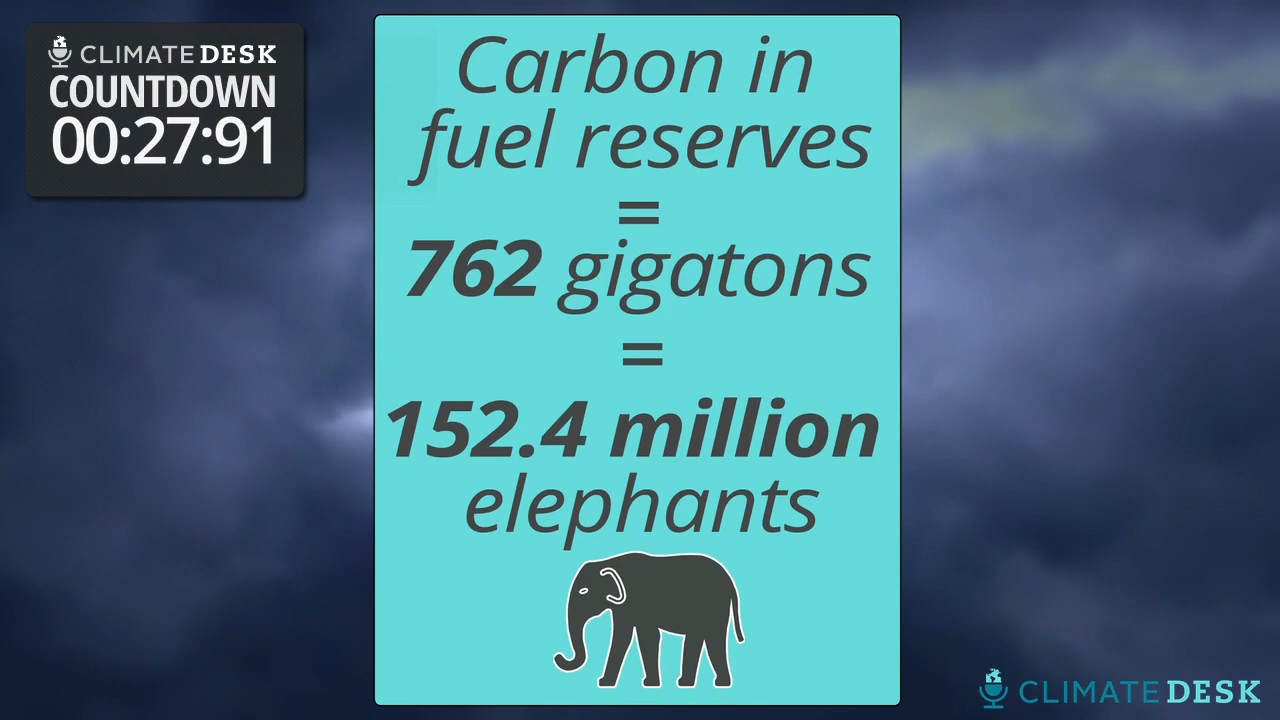 CLIMATE DESK
COUNTDOWN
00:27:91
Carbon in
fuel reserves
=
762 gigatons
=
152.4 million
elephants
CLIMATE DESK